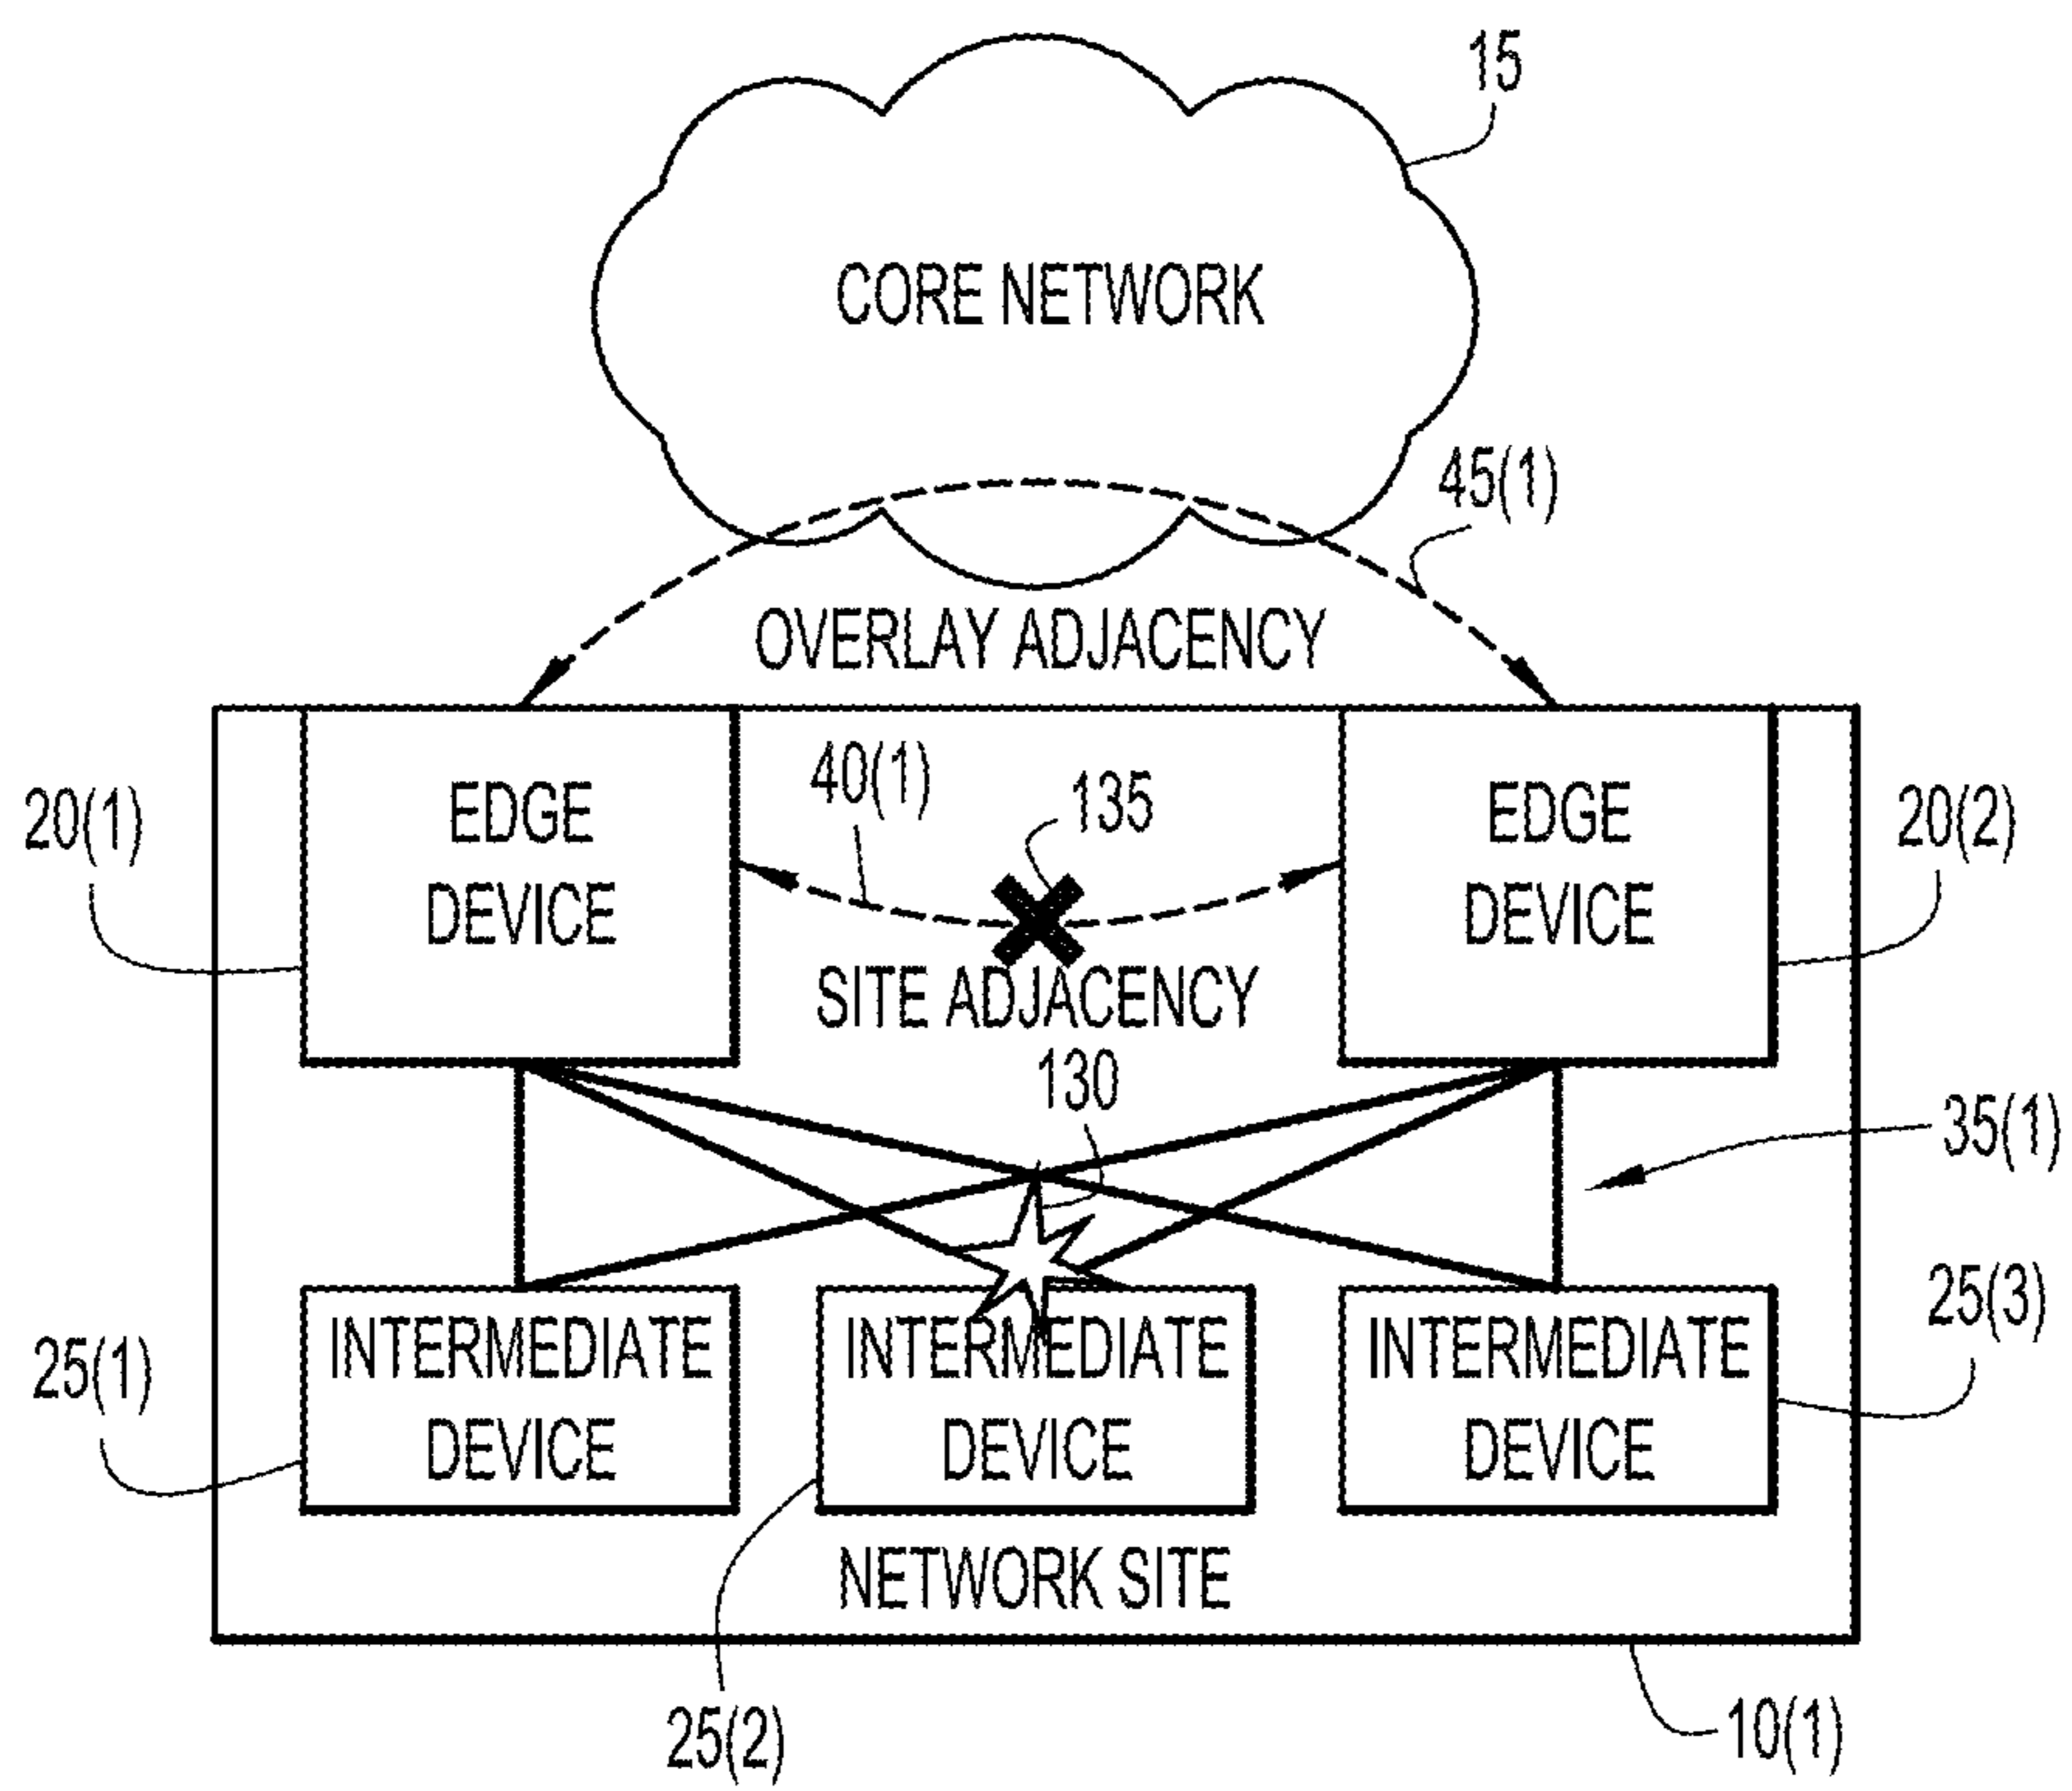 15
CORE NETWORK
45(1)
OVERLAY ADJACENCY
40(1)
135
20(1)
EDGE
DEVICE
EDGE
DEVICE
20(2)
SITE ADJACENCY
130
35(1)
25(1)
INTERMEDIATE
DEVICE
INTERMEDIATE
DEVICE
INTERMEDIATE
DEVICE
25(3)
NETWORK SITE
25(2)
10(1)